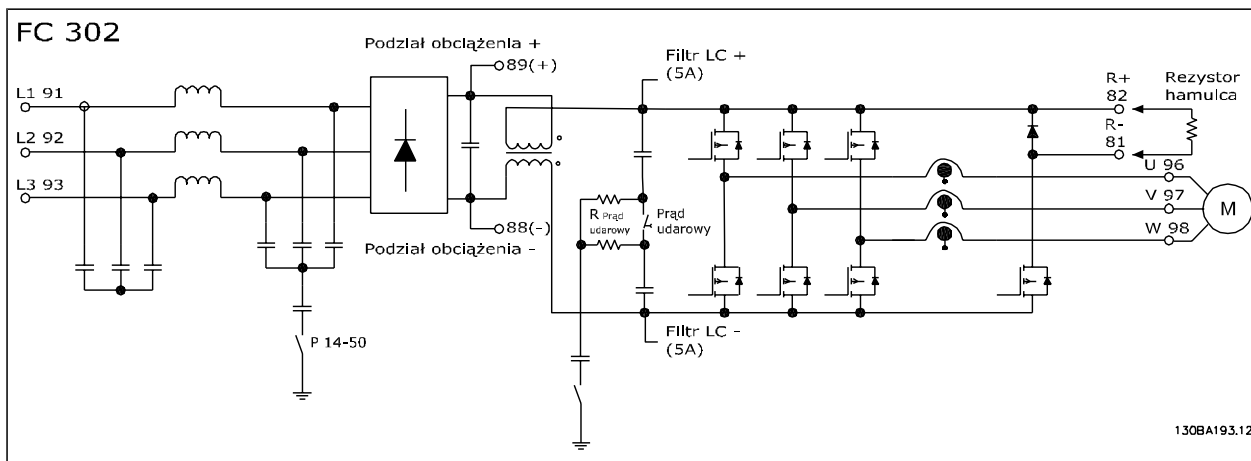 FC 302
Podział obciążenia +
89(+)
Filtr LC +
(5A)
L1 91
L2 92
L3 93
R+
82
Rezystor
hamulca
R-
81
U 96
V 97
W 98
M
R Prąd
udarowy
Prąd
udarowy
88(-)
Podział obciążenia -
P 14-50
Filtr LC -
(5A)
130BA193.12